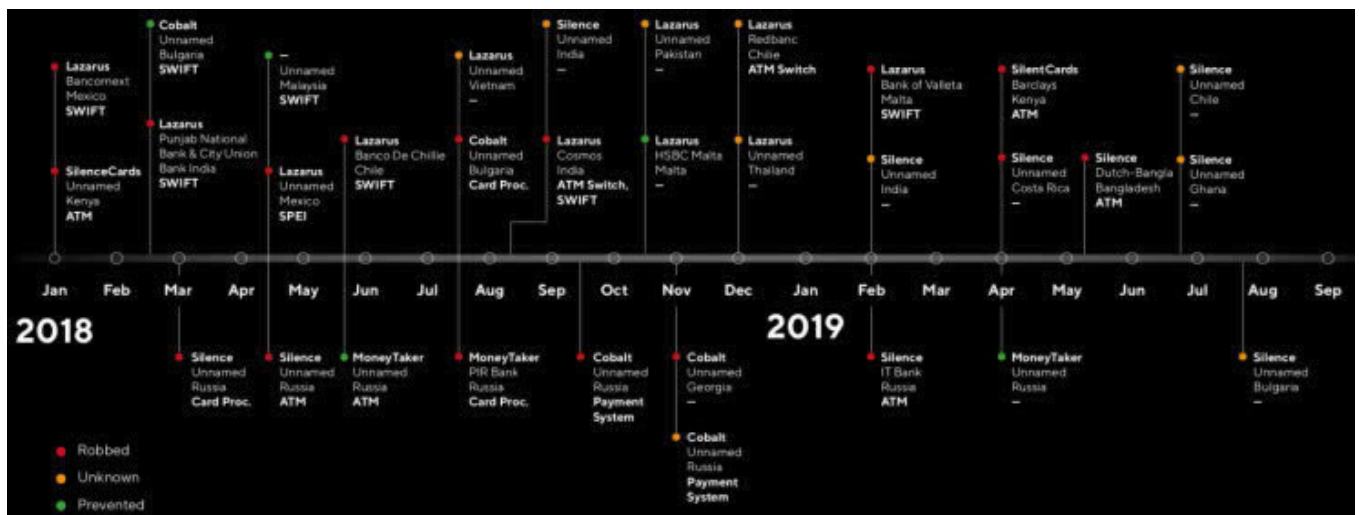 Cobalt
Unnamed
Bulgaria
SWIFT
Silence
Unnamed
India
–
Lazarus
Unnamed
Pakistan
–
Lazarus
Redbanc
Chile
ATM Switch
Lazarus
Bancomext
Mexico
SWIFT
–
Unnamed
Malaysia
SWIFT
Lazarus
Unnamed
Vietnam
–
Lazarus
Bank of Valleta
Malta
SWIFT
SilentCards
Barclays
Kenya
ATM
Silence
Unnamed
Chile
–
Lazarus
Punjab National
Bank & City Union
Bank India
SWIFT
Lazarus
Banco De Chillie
Chile
SWIFT
Cobalt
Unnamed
Bulgaria
Card Proc.
Lazarus
Cosmos
India
ATM Switch,
SWIFT
Lazarus
HSBC Malta
Malta
–
Lazarus
Unnamed
Thailand
–
SilenceCards
Unnamed
Kenya
ATM
Lazarus
Unnamed
Mexico
SPEI
Silence
Unnamed
India
–
Silence
Unnamed
Costa Rica
–
Silence
Dutch-Bangla
Bangladesh
ATM
Silence
Unnamed
Ghana
–
Jan Feb Mar Apr May Jun Jul Aug Sep Oct Nov Dec Jan Feb Mar Apr May Jun Jul Aug Sep
2018 2019
Silence
Unnamed
Russia
Card Proc.
Silence
Unnamed
Russia
ATM
MoneyTaker
Unnamed
Russia
ATM
MoneyTaker
PIR Bank
Russia
Card Proc.
Cobalt
Unnamed
Russia
Payment
System
Cobalt
Unnamed
Georgia
–
Silence
IT Bank
Russia
ATM
MoneyTaker
Unnamed
Russia
–
Silence
Unnamed
Bulgaria
–
Cobalt
Unnamed
Russia
Payment
System
Robbed
Unknown
Prevented